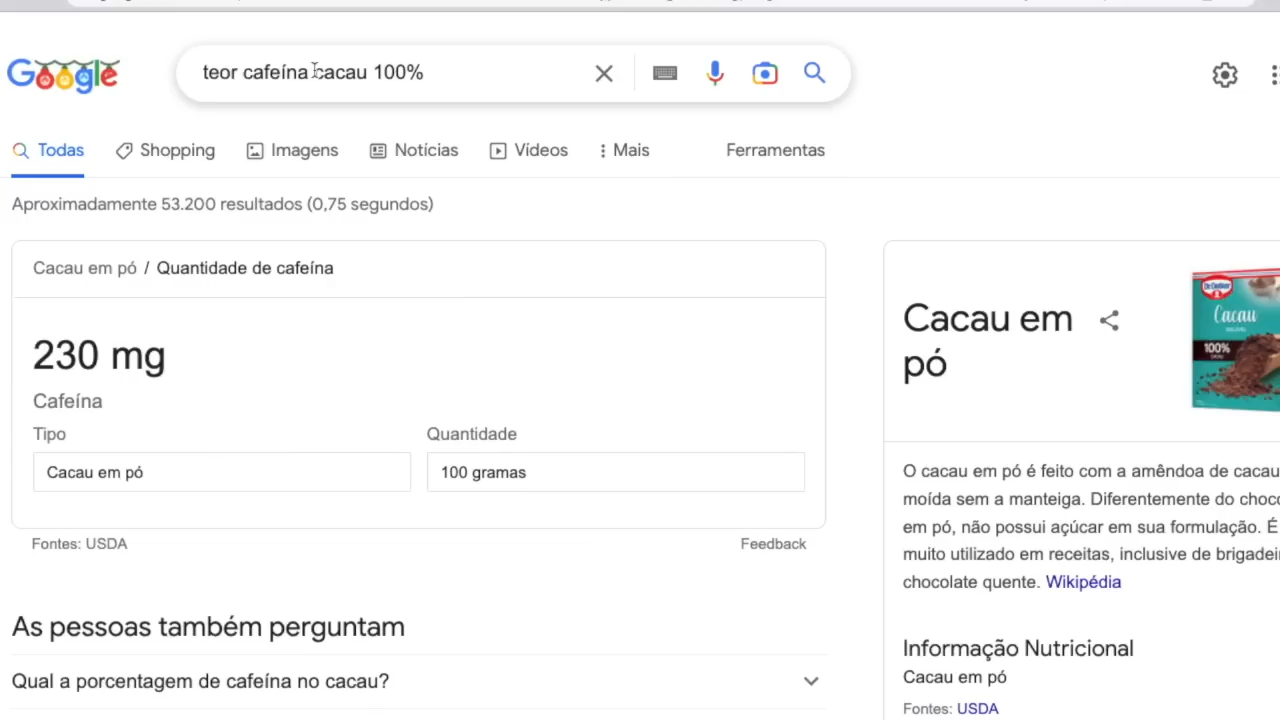 Google
teor cafeína cacau 100%
Todas
Shopping
Imagens
Notícias
Vídeos
Mais
Ferramentas
Aproximadamente 53.200 resultados (0,75 segundos)
Cacau em pó / Quantidade de cafeína
230 mg
Cafeína
Tipo
Quantidade
Cacau em pó
100 gramas
Fontes: USDA
Feedback
As pessoas também perguntam
Qual a porcentagem de cafeína no cacau?
Cacau em
pó
Dr. Oetker
Cacau
100%
O cacau em pó é feito com a amêndoa de cacau
moída sem a manteiga. Diferentemente do choc
em pó, não possui açúcar em sua formulação. É
muito utilizado em receitas, inclusive de brigadei
chocolate quente. Wikipédia
Informação Nutricional
Cacau em pó
Fontes: USDA